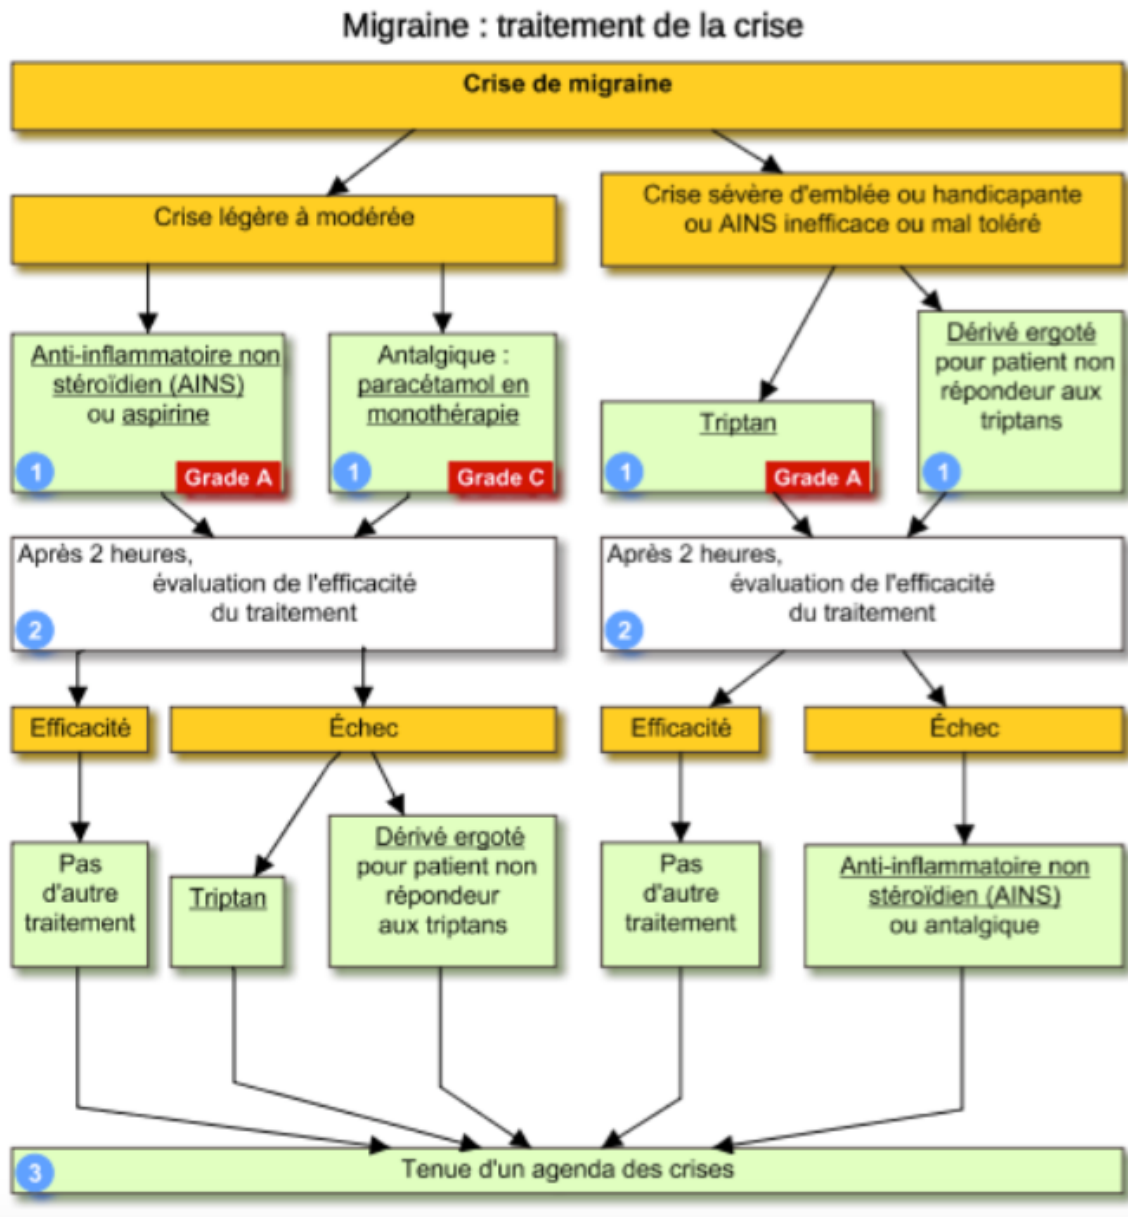 Migraine : traitement de la crise
Crise de migraine
Crise légère à modérée
Crise sévère d'emblée ou handicapante
ou AINS inefficace ou mal toléré
Anti-inflammatoire non
stéroïdien (AINS)
ou aspirine
1
Grade A
Antalgique :
paracétamol en
monothérapie
1
Grade C
Triptan
1
Grade A
Dérivé ergoté
pour patient non
répondeur aux
triptans
1
Après 2 heures,
évaluation de l'efficacité
du traitement
2
Après 2 heures,
évaluation de l'efficacité
du traitement
2
Efficacité
Échec
Efficacité
Échec
Pas
d'autre
traitement
Triptan
Dérivé ergoté
pour patient non
répondeur
aux triptans
Pas
d'autre
traitement
Anti-inflammatoire non
stéroïdien (AINS)
ou antalgique
3
Tenue d'un agenda des crises